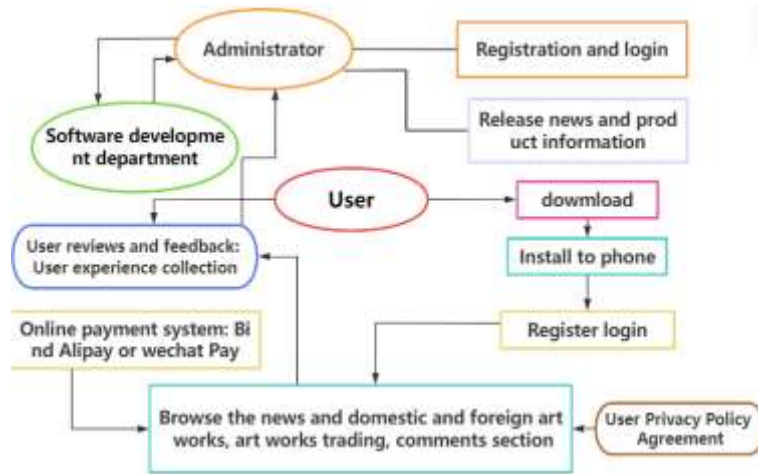 Administrator
Registration and login
Software developme
nt department
Release news and prod
uct information
User
dowmload
User reviews and feedback:
User experience collection
Install to phone
Online payment system: Bi
nd Alipay or wechat Pay
Register login
Browse the news and domestic and foreign art
works, art works trading, comments section
User Privacy Policy
Agreement